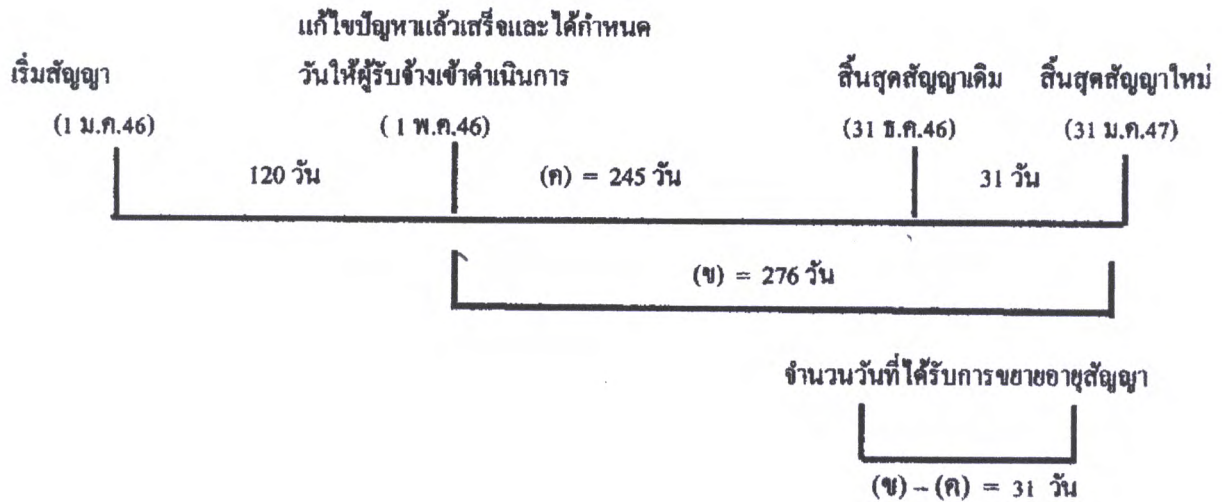 แก้ไขปัญหาแล้วเสร็จและได้กำหนด
เริ่มสัญญา วันให้ผู้รับจ้างเข้าดำเนินการ สิ้นสุดสัญญาเดิม สิ้นสุดสัญญาใหม่
(1 ม.ค.46) (1 พ.ค.46) (31 ธ.ค.46) (31 ม.ค.47)
120 วัน (ค) = 245 วัน 31 วัน
(ข) = 276 วัน
จำนวนวันที่ได้รับการขยายอายุสัญญา
(ข) – (ค) = 31 วัน